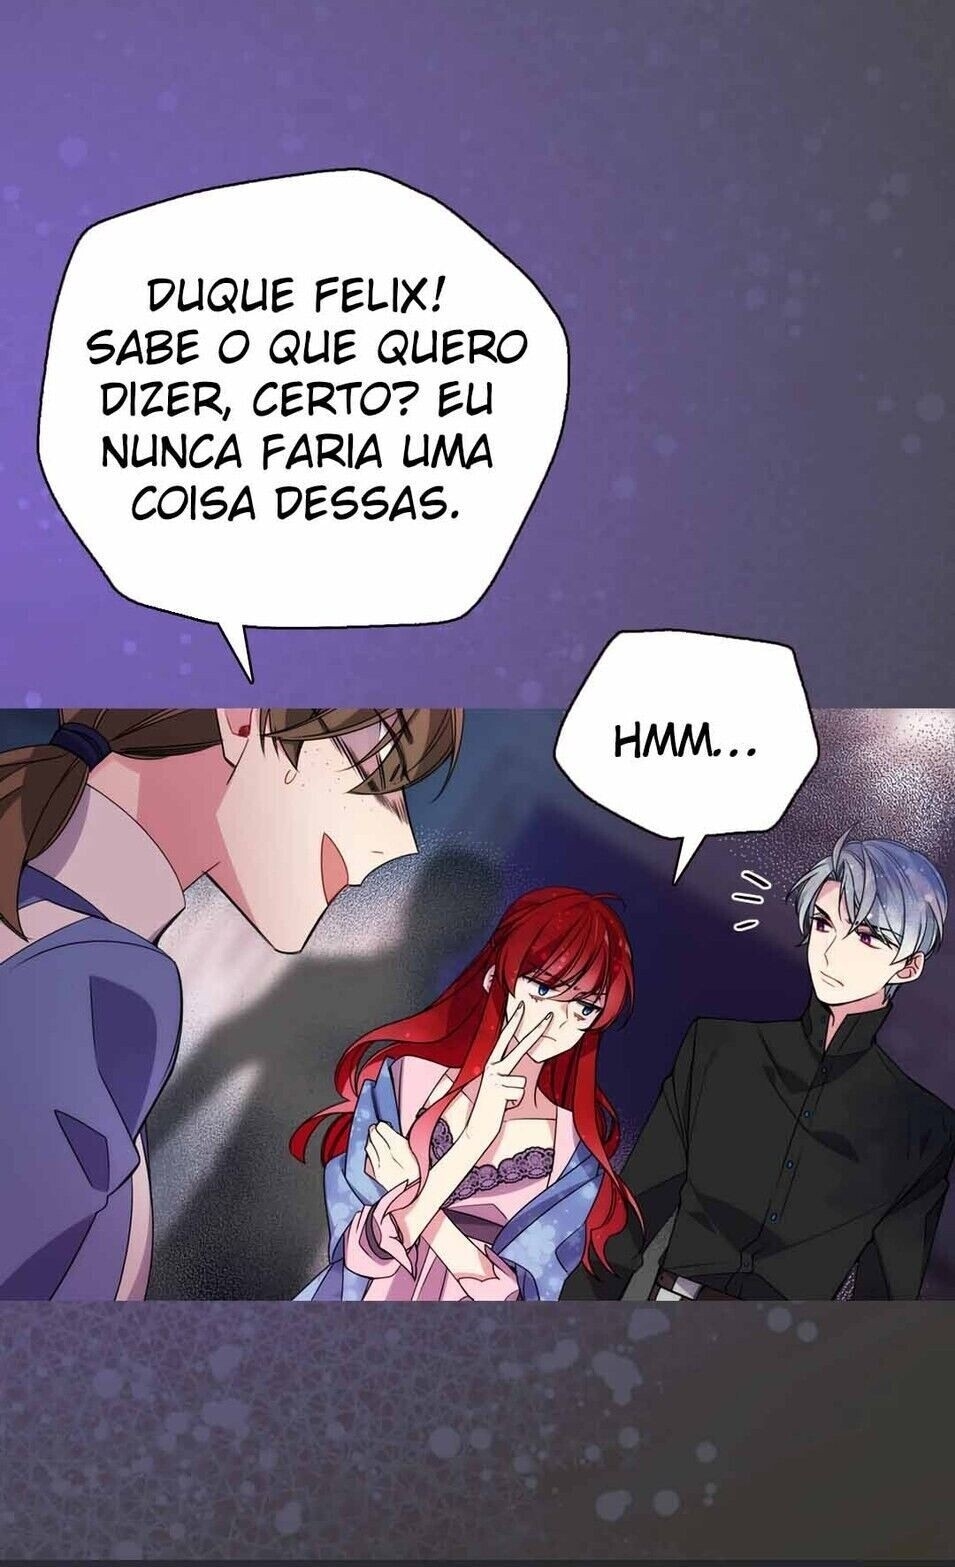 DUQUE FELIX!
SABE O QUE QUERO
DIZER, CERTO? EU
NUNCA FARIA UMA
COISA DESSAS.
HMM...